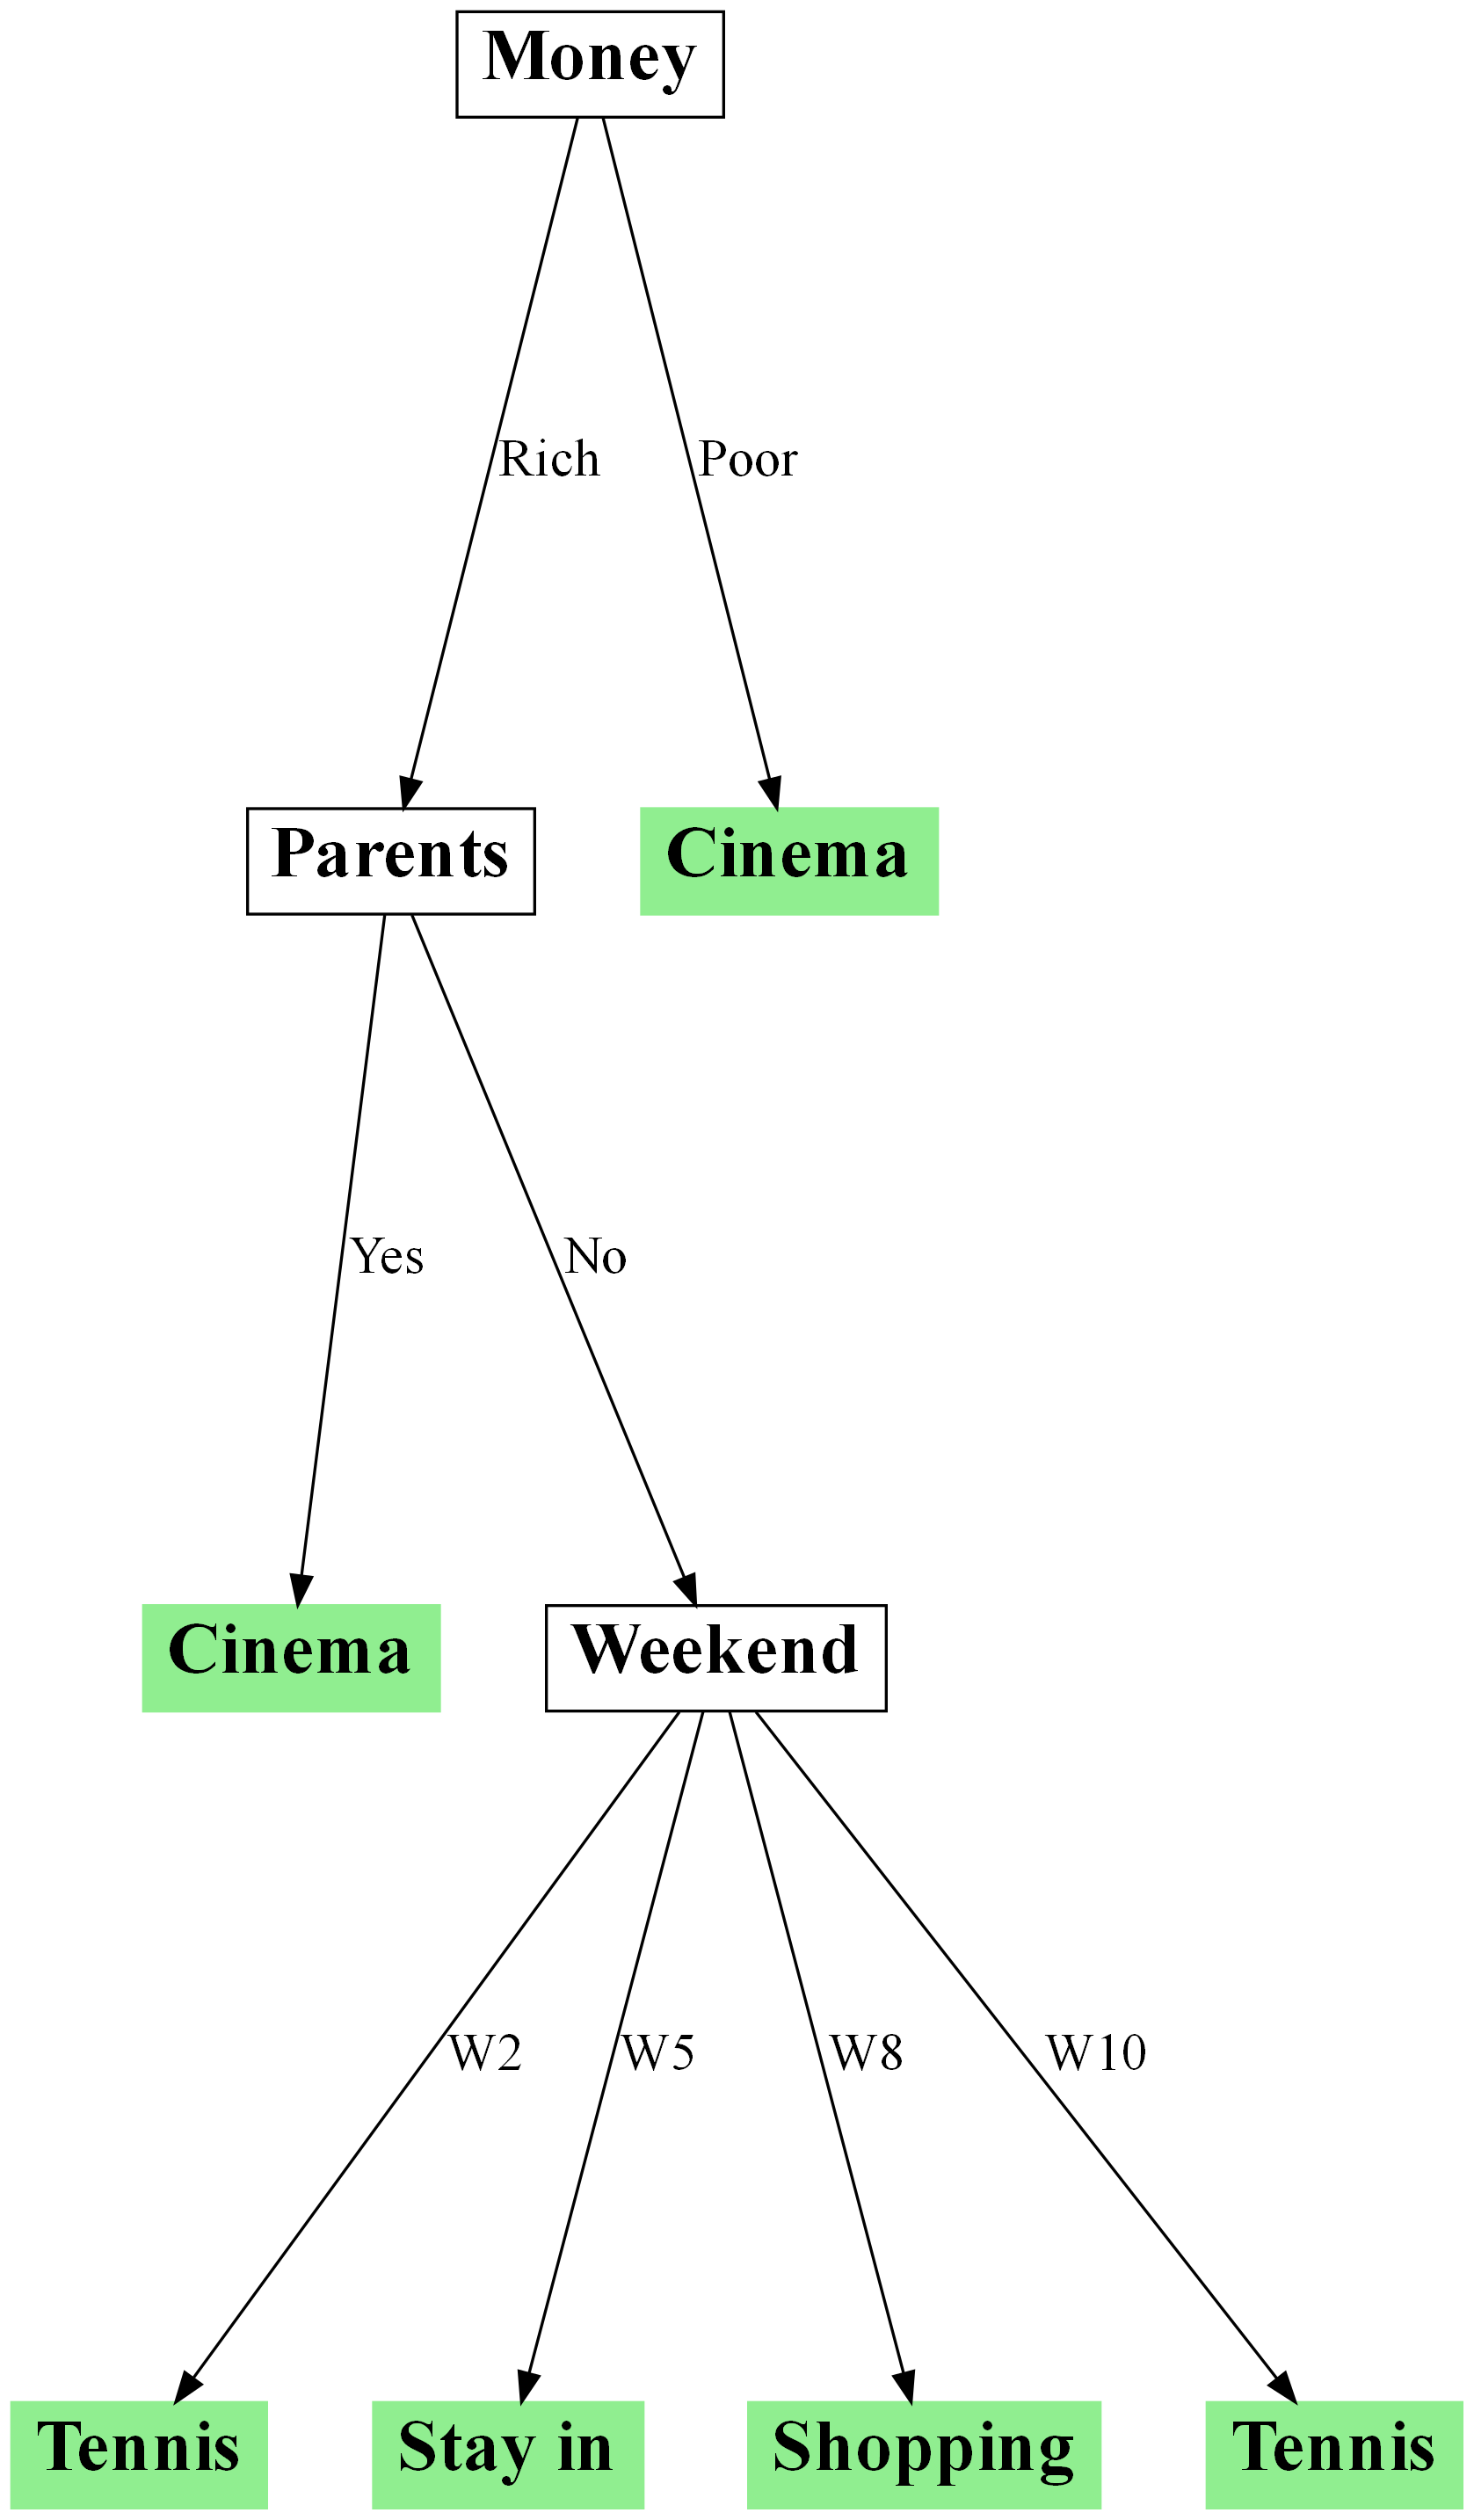 Money
Rich
Poor
Parents
Cinema
Yes
No
Cinema
Weekend
W2
W5
W8
W10
Tennis
Stay in
Shopping
Tennis